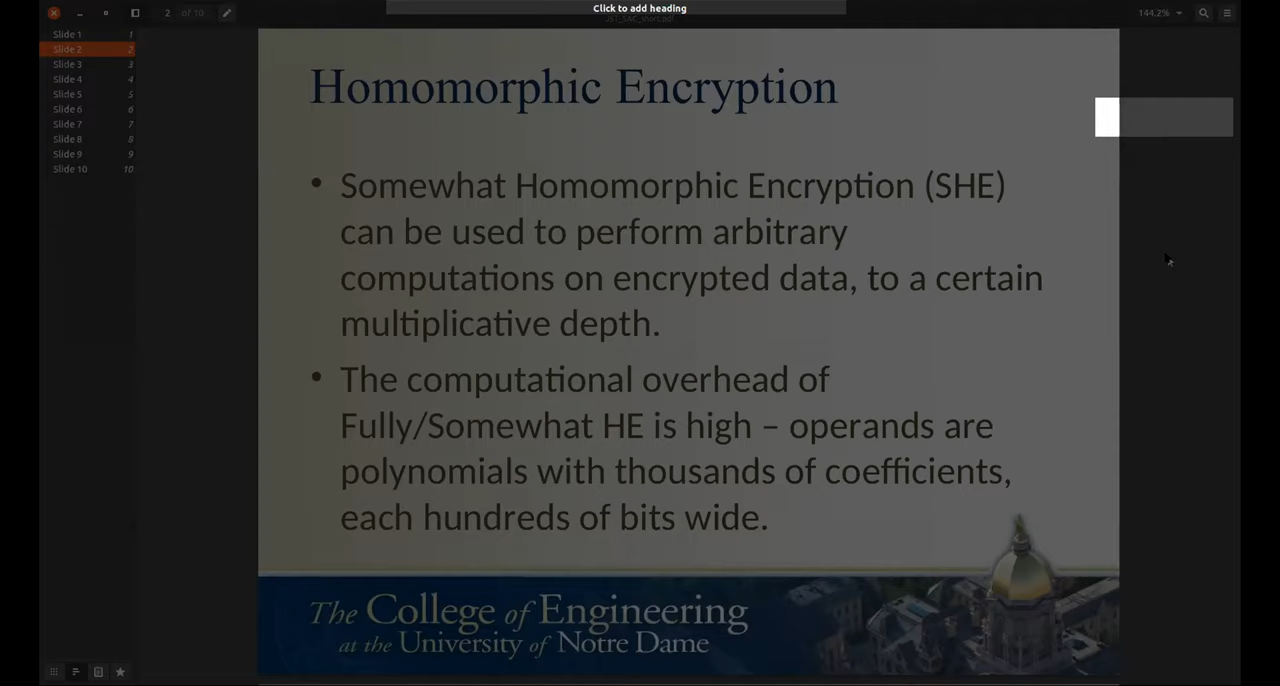 Click to add heading
2 of 10
JST_SAC_short.pdf
144.2%
Slide 1 1
Slide 2 2
Slide 3 3
Slide 4 4
Slide 5 5
Slide 6 6
Slide 7 7
Slide 8 8
Slide 9 9
Slide 10 10
Homomorphic Encryption
• Somewhat Homomorphic Encryption (SHE)
can be used to perform arbitrary
computations on encrypted data, to a certain
multiplicative depth.
• The computational overhead of
Fully/Somewhat HE is high – operands are
polynomials with thousands of coefficients,
each hundreds of bits wide.
The College of Engineering
at the University of Notre Dame